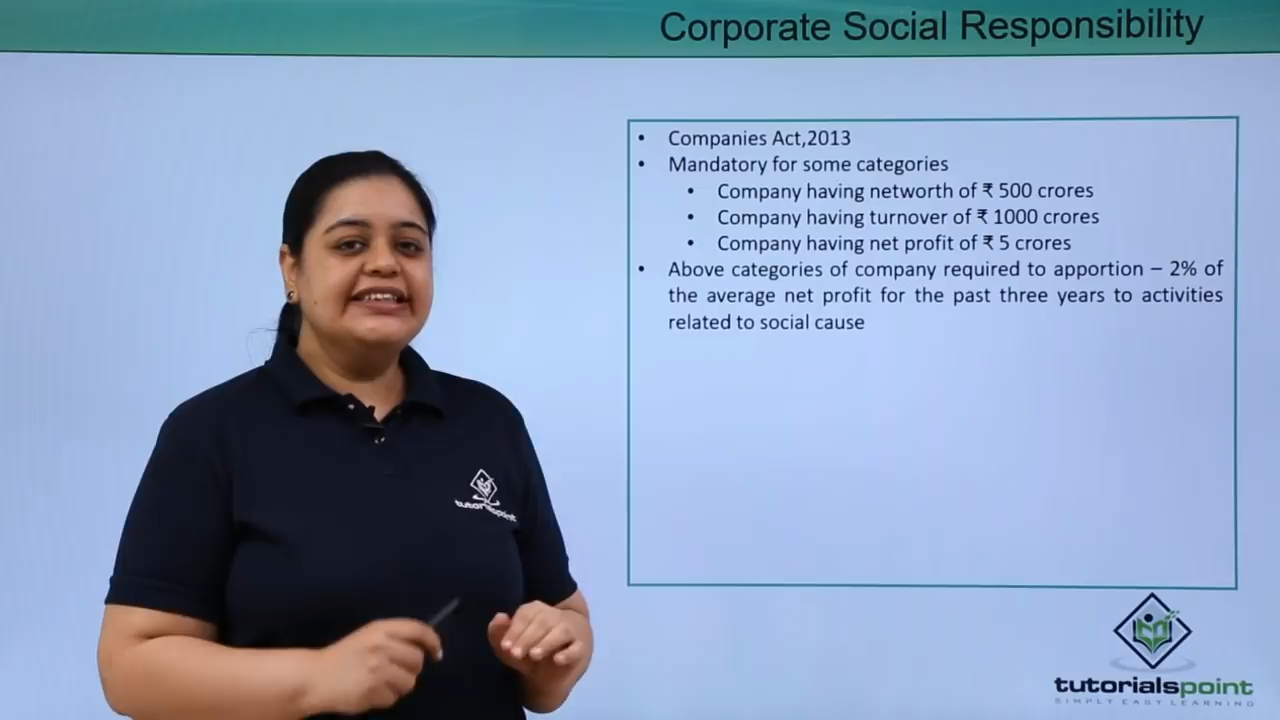 Corporate Social Responsibility
• Companies Act,2013
• Mandatory for some categories
• Company having networth of ₹ 500 crores
• Company having turnover of ₹ 1000 crores
• Company having net profit of ₹ 5 crores
• Above categories of company required to apportion – 2% of
the average net profit for the past three years to activities
related to social cause
tutorialspoint
tutorialspoint
SIMPLY EASY LEARNING